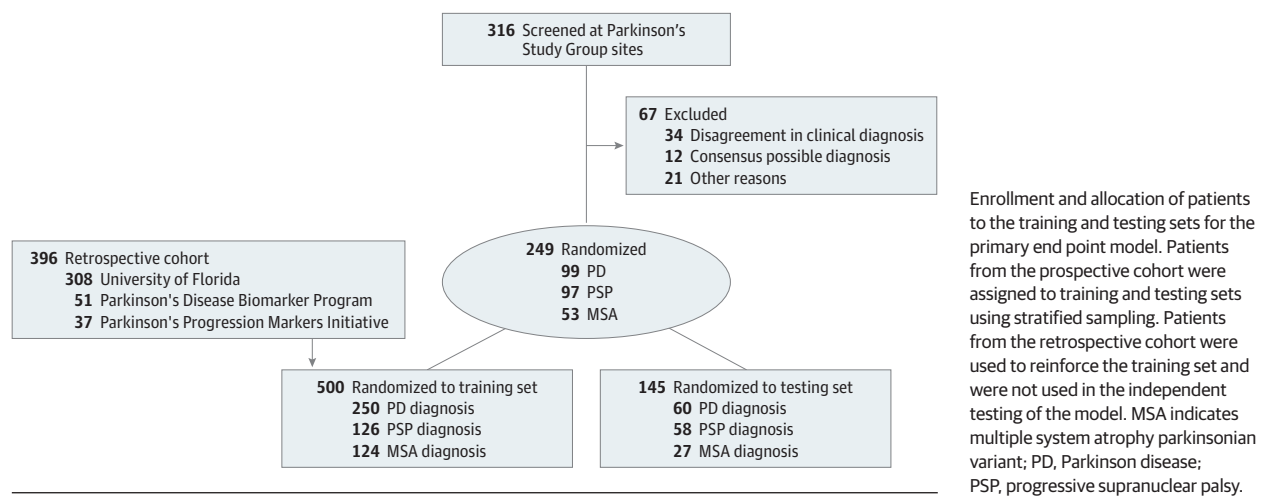 316 Screened at Parkinson's
Study Group sites
67 Excluded
34 Disagreement in clinical diagnosis
12 Consensus possible diagnosis
21 Other reasons
249 Randomized
99 PD
97 PSP
53 MSA
396 Retrospective cohort
308 University of Florida
51 Parkinson's Disease Biomarker Program
37 Parkinson's Progression Markers Initiative
500 Randomized to training set
250 PD diagnosis
126 PSP diagnosis
124 MSA diagnosis
145 Randomized to testing set
60 PD diagnosis
58 PSP diagnosis
27 MSA diagnosis
Enrollment and allocation of patients
to the training and testing sets for the
primary end point model. Patients
from the prospective cohort were
assigned to training and testing sets
using stratified sampling. Patients
from the retrospective cohort were
used to reinforce the training set and
were not used in the independent
testing of the model. MSA indicates
multiple system atrophy parkinsonian
variant; PD, Parkinson disease;
PSP, progressive supranuclear palsy.